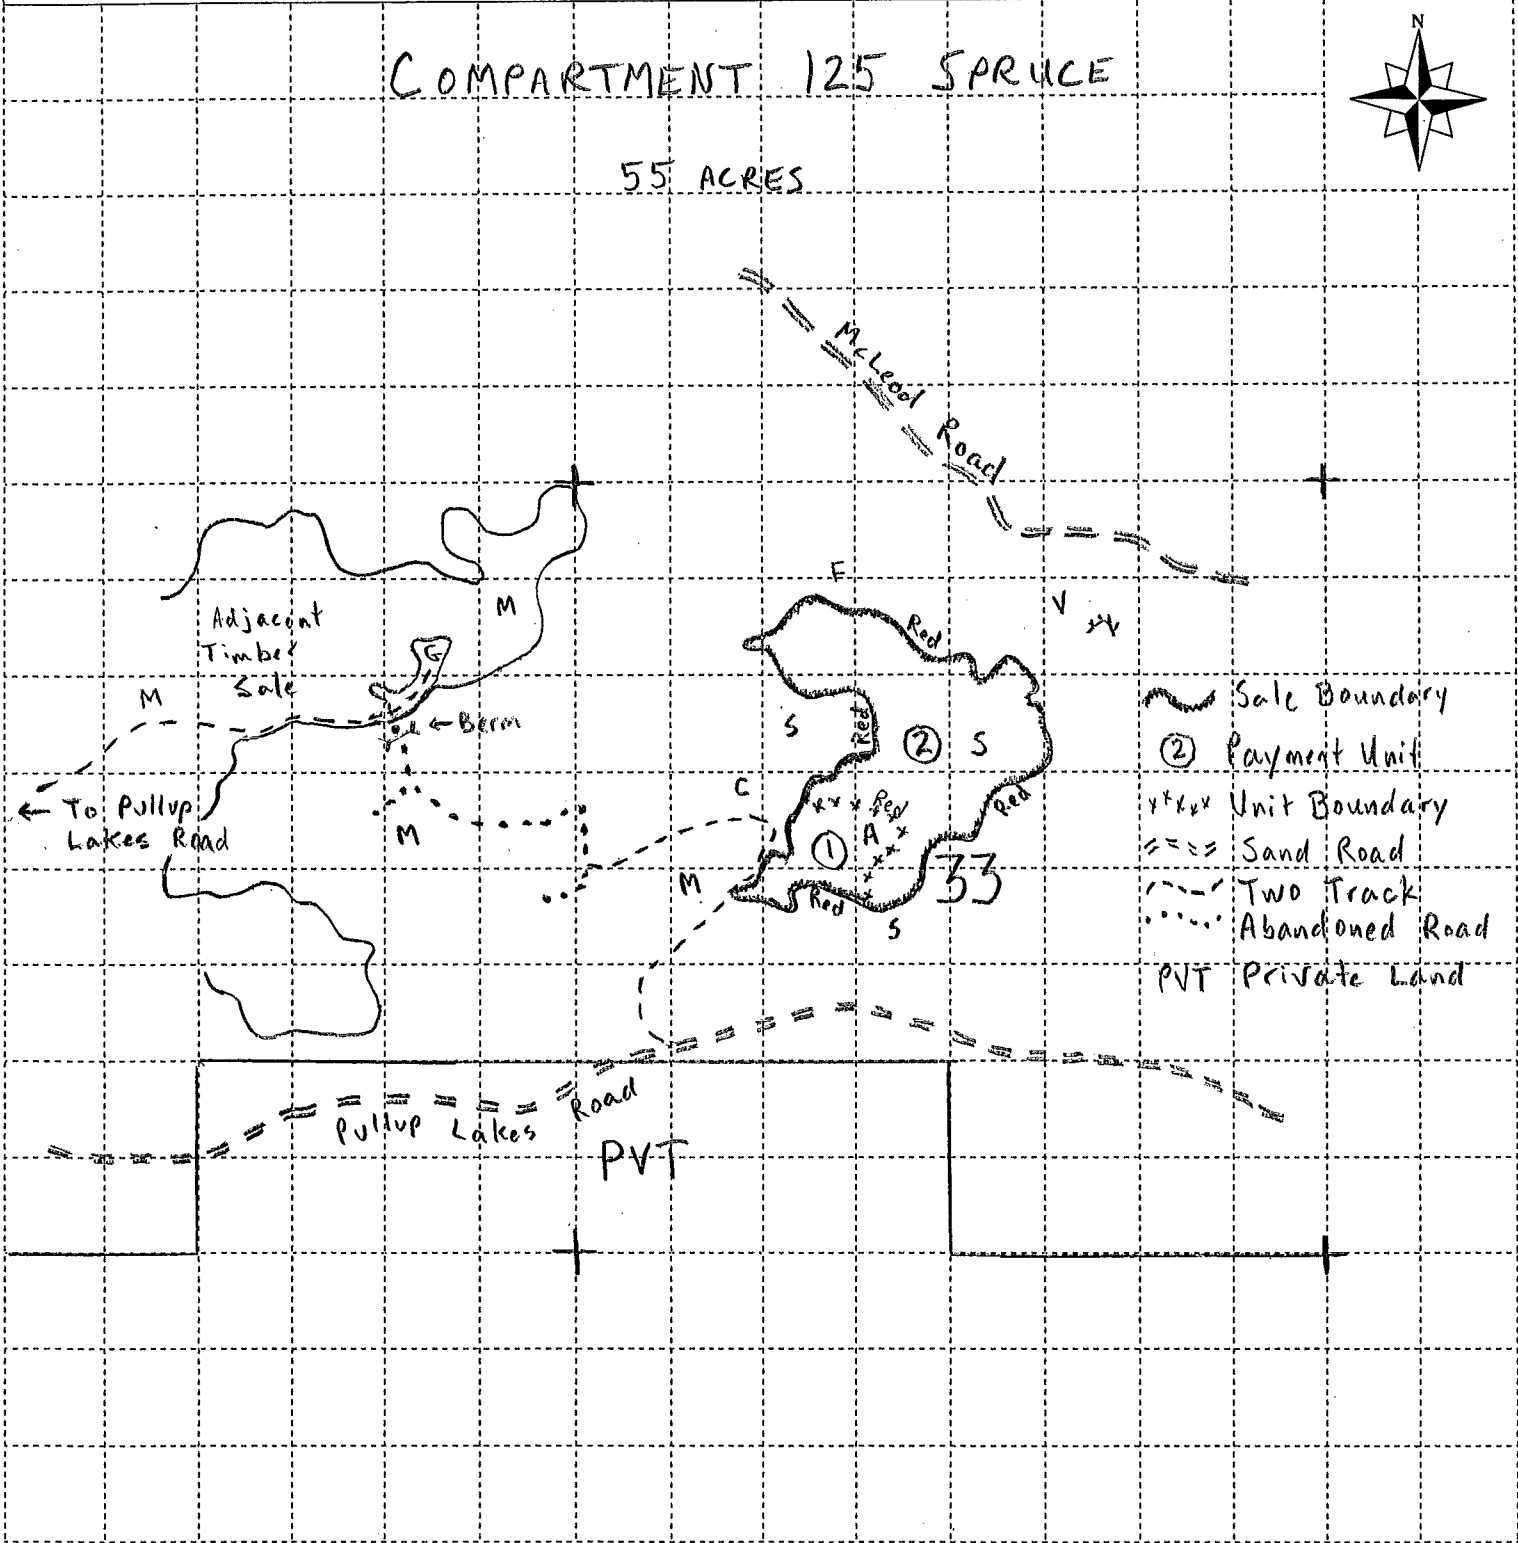 N
COMPARTMENT 125 SPRUCE
55 ACRES
McLeod Road
F
V
M
Adjacent
Timber
Sale
G
Red
M
← Berm
S
Red
② S
Sale Boundary
② Payment Unit
C
Red
Red
x x x x x Unit Boundary
← To Pullup
Lakes Road
M
A
①
Sand Road
33
M
Red
S
Two Track
Abandoned Road
PVT Private Land
Pullup Lakes Road
PVT